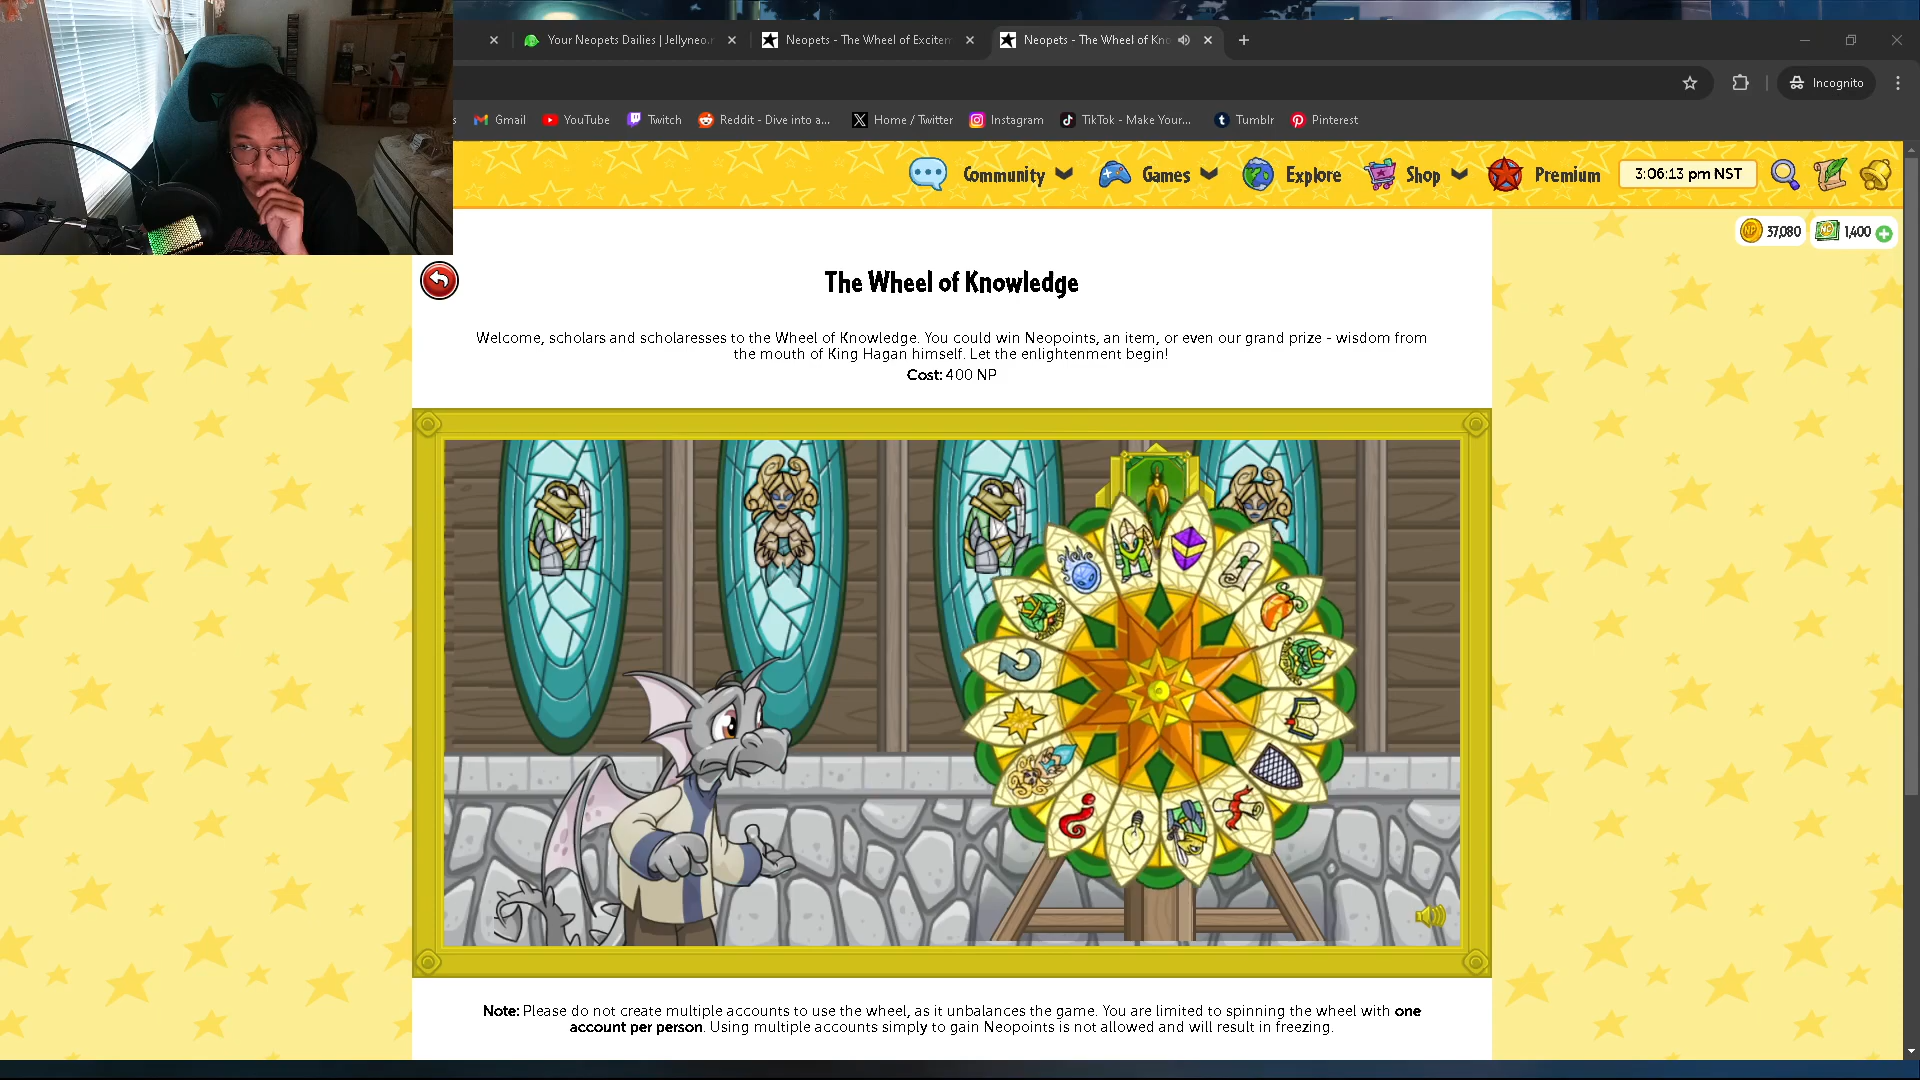 Your Neopets Dailies | Jellyneo.r
Neopets - The Wheel of Excitem
Neopets - The Wheel of Kno
Incognito
s
Gmail
YouTube
Twitch
Reddit - Dive into a...
Home / Twitter
Instagram
TikTok - Make Your...
Tumblr
Pinterest
Community
Games
Explore
Shop
Premium
3:06:13 pm NST
NP
37,080
NC
1,400
The Wheel of Knowledge
Welcome, scholars and scholaresses to the Wheel of Knowledge. You could win Neopoints, an item, or even our grand prize - wisdom from
the mouth of King Hagan himself. Let the enlightenment begin!
Cost: 400 NP
Note: Please do not create multiple accounts to use the wheel, as it unbalances the game. You are limited to spinning the wheel with one
account per person. Using multiple accounts simply to gain Neopoints is not allowed and will result in freezing.